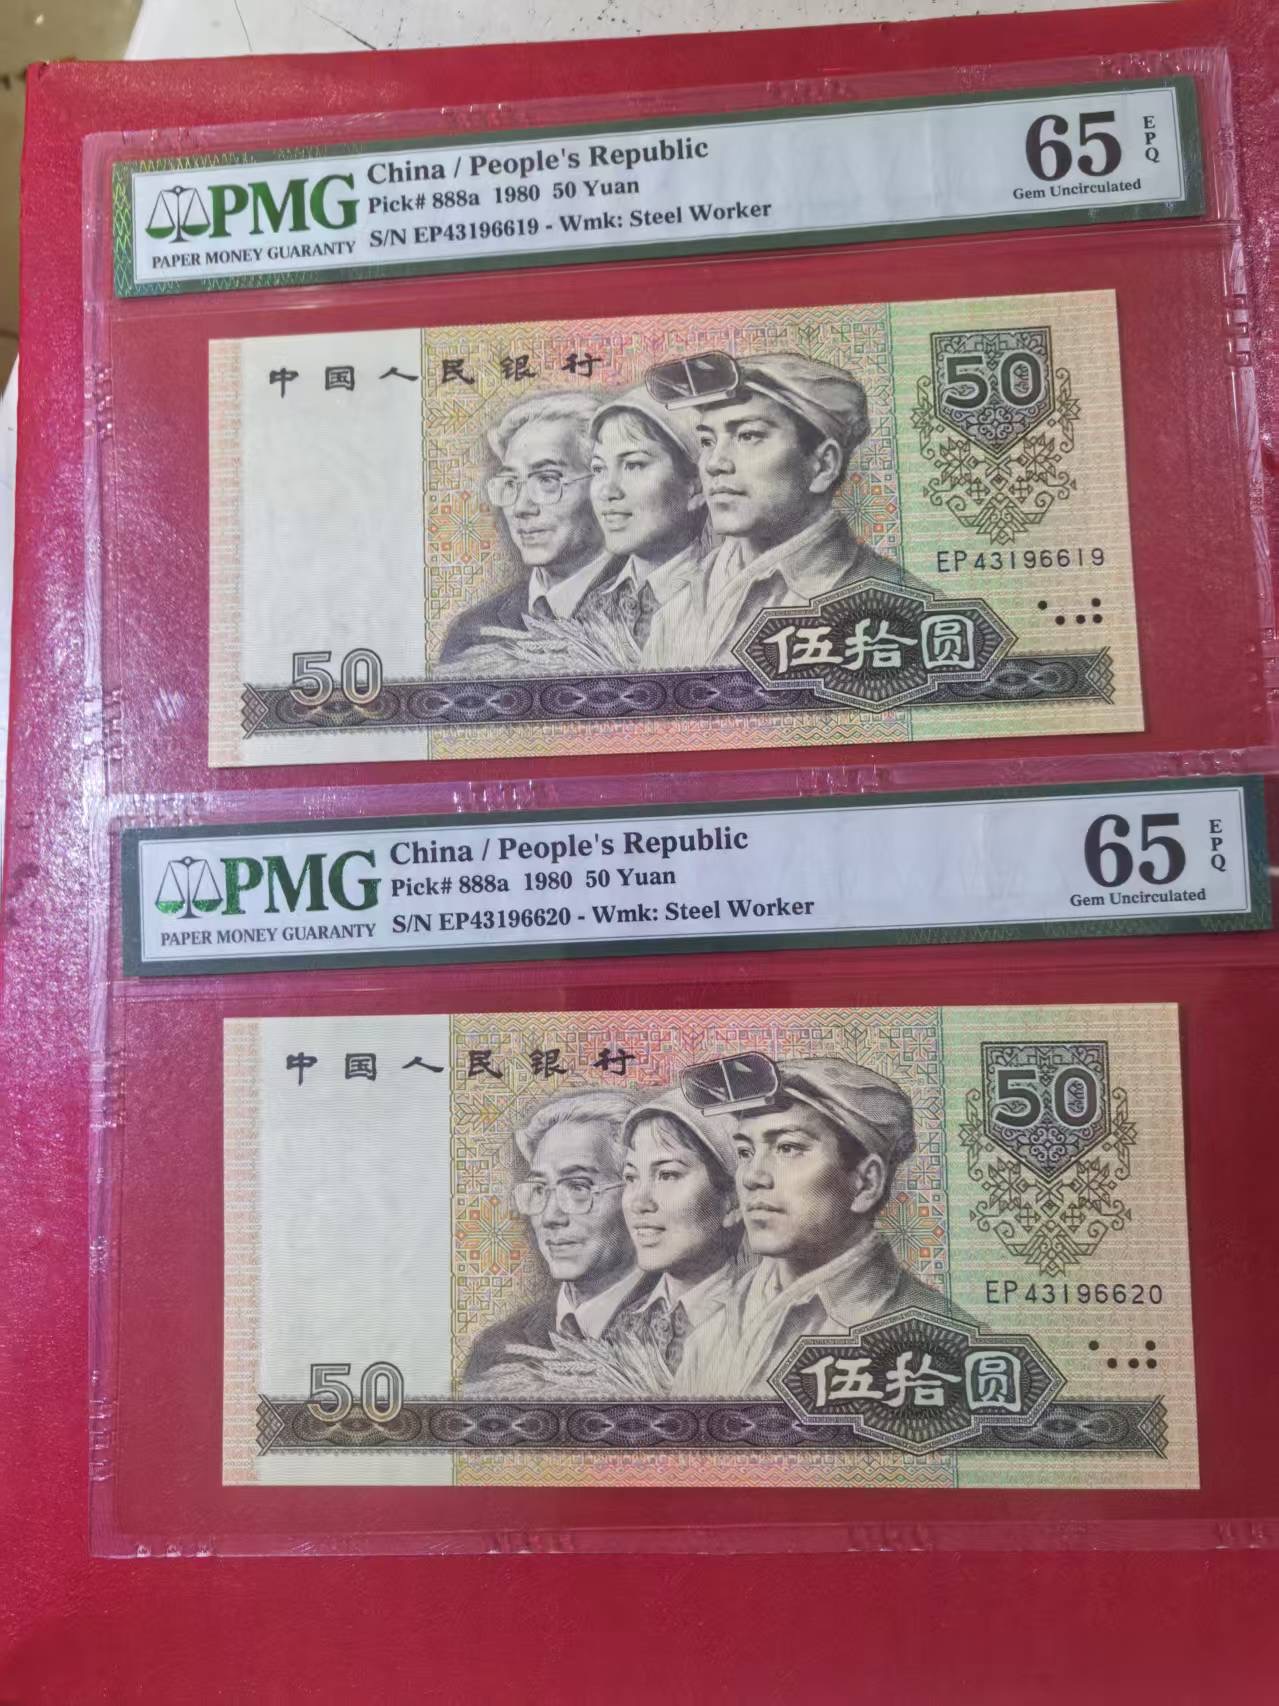 PMG
PAPER MONEY GUARANTY
China / People's Republic
Pick# 888a 1980 50 Yuan
S/N EP43196619 - Wmk: Steel Worker
65
EPQ
Gem Uncirculated
中国人民银行
50
EP43196619
伍拾圆
50
PMG
PAPER MONEY GUARANTY
China / People's Republic
Pick# 888a 1980 50 Yuan
S/N EP43196620 - Wmk: Steel Worker
65
EPQ
Gem Uncirculated
中国人民银行
50
EP43196620
伍拾圆
50